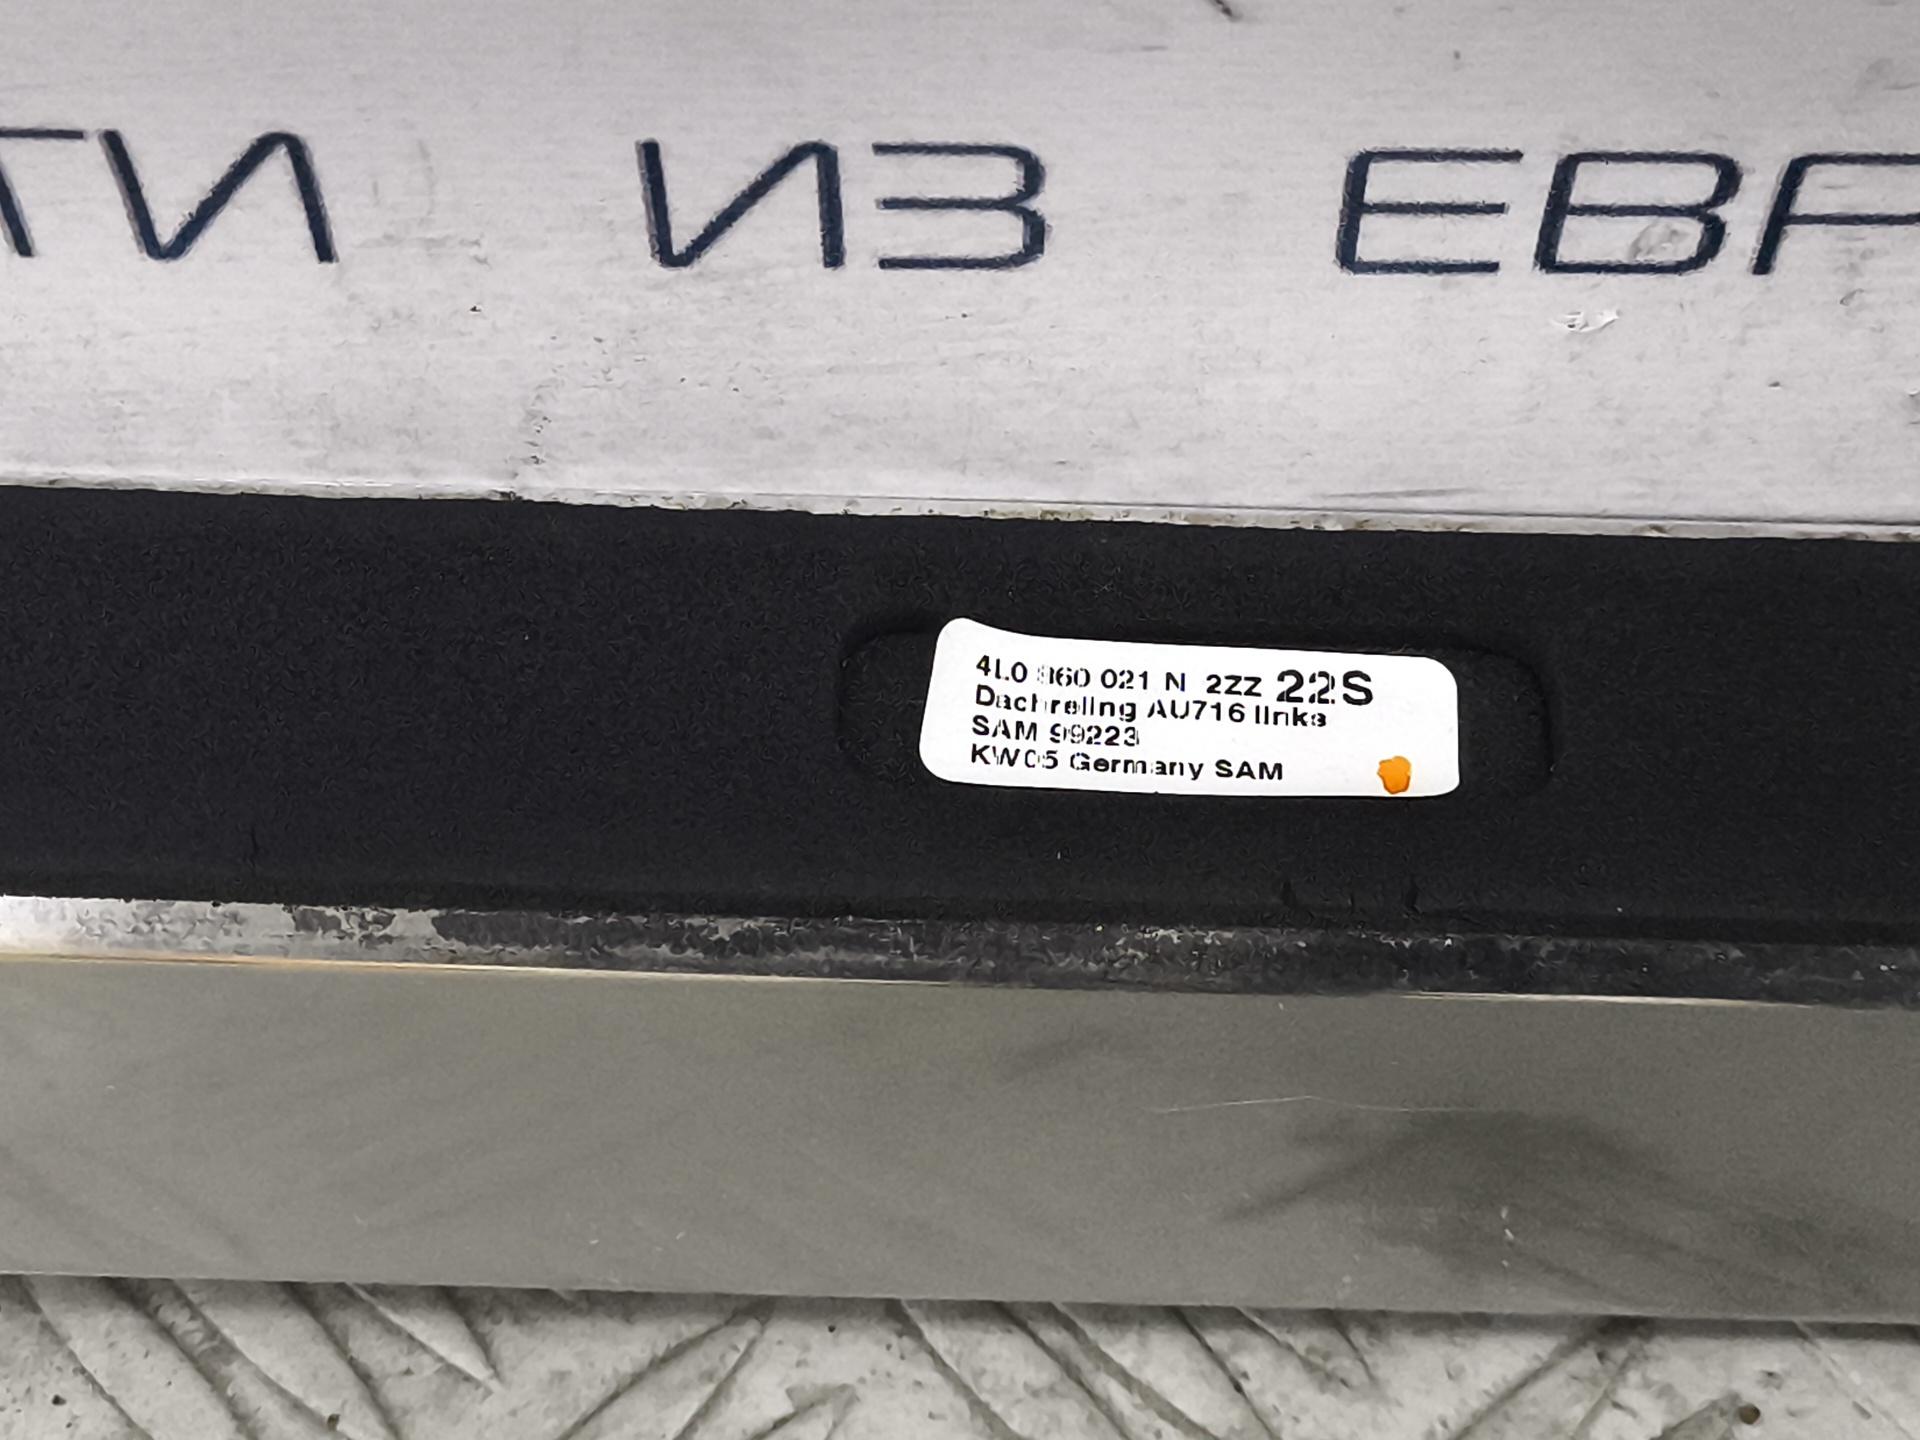 ТИ ИЗ ЕВР
4L0 860 021 N 2ZZ 22S
Dachreling AU716 links
SAM 99223
KW05 Germany SAM